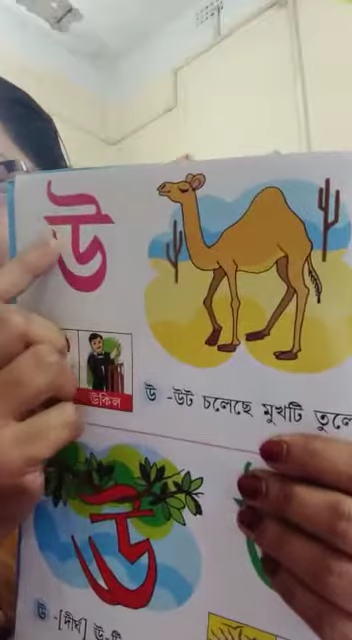 উ
উকিল
উ -উট চলেছে মুখটি তুলে
ঊ
ঊ -[দীর্ঘ]